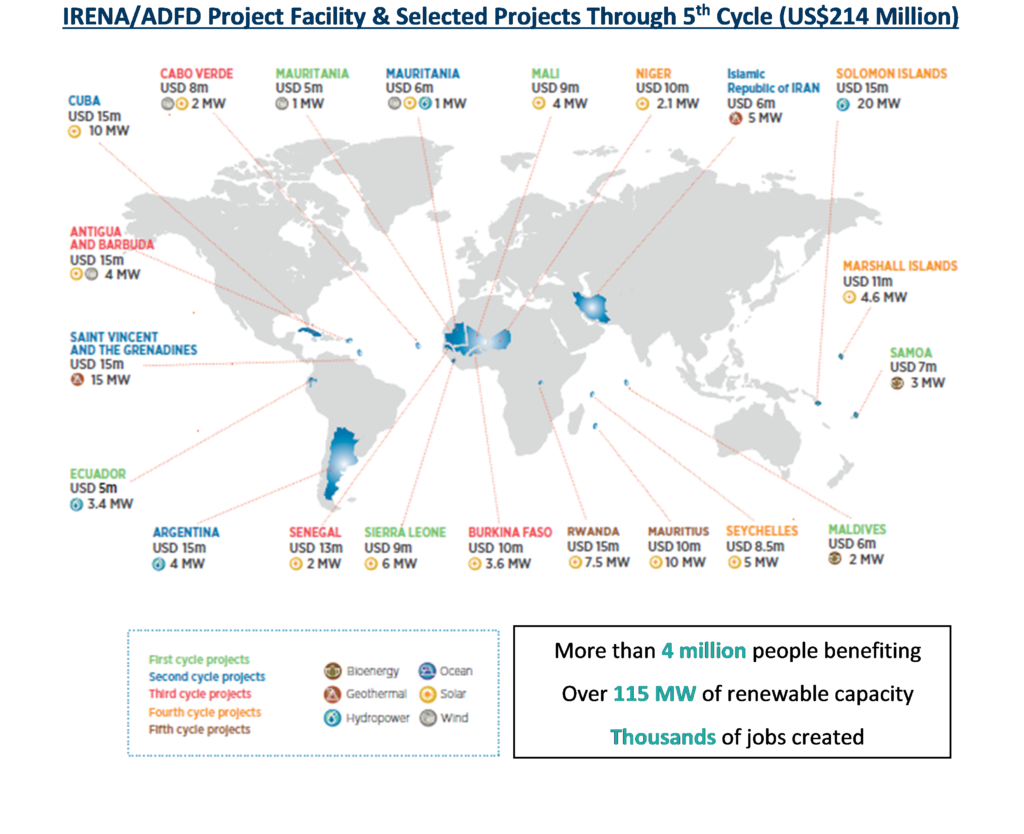 IRENA/ADFD Project Facility & Selected Projects Through 5th Cycle (US$214 Million)
CUBA
USD 15m
10 MW
CABO VERDE
USD 8m
2 MW
MAURITANIA
USD 5m
1 MW
MAURITANIA
USD 6m
1 MW
MALI
USD 9m
4 MW
NIGER
USD 10m
2.1 MW
Islamic
Republic of IRAN
USD 6m
5 MW
SOLOMON ISLANDS
USD 15m
20 MW
ANTIGUA
AND BARBUDA
USD 15m
4 MW
MARSHALL ISLANDS
USD 11m
4.6 MW
SAINT VINCENT
AND THE GRENADINES
USD 15m
15 MW
SAMOA
USD 7m
3 MW
ECUADOR
USD 5m
3.4 MW
ARGENTINA
USD 15m
4 MW
SENEGAL
USD 13m
2 MW
SIERRA LEONE
USD 9m
6 MW
BURKINA FASO
USD 10m
3.6 MW
RWANDA
USD 15m
7.5 MW
MAURITIUS
USD 10m
10 MW
SEYCHELLES
USD 8.5m
5 MW
MALDIVES
USD 6m
2 MW
First cycle projects
Second cycle projects
Third cycle projects
Fourth cycle projects
Fifth cycle projects
Bioenergy
Geothermal
Hydropower
Ocean
Solar
Wind
More than 4 million people benefiting
Over 115 MW of renewable capacity
Thousands of jobs created